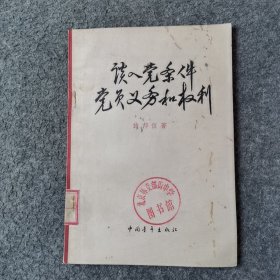 谈入党条件
党员义务和权利
著
图书馆
中国青年出版社